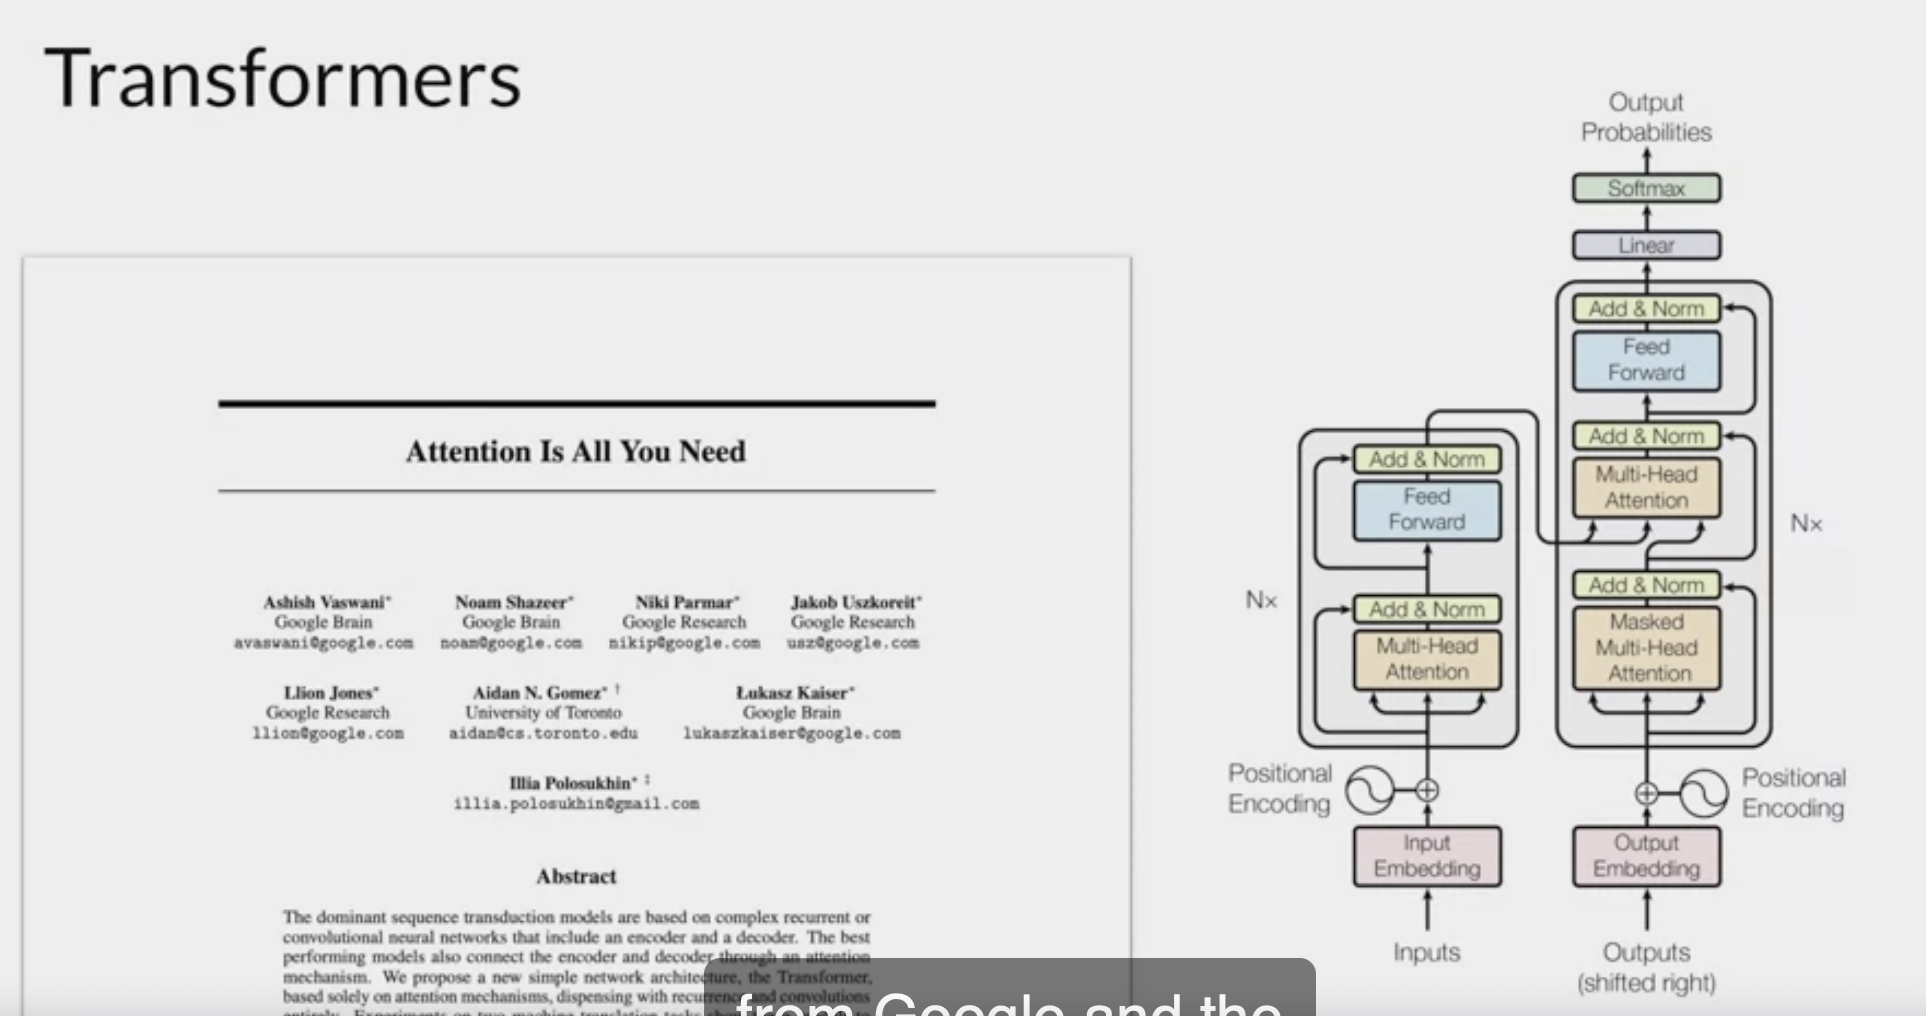 Transformers
Attention Is All You Need
Ashish Vaswani* Noam Shazeer* Niki Parmar* Jakob Uszkoreit*
Google Brain Google Brain Google Research Google Research
avaswani@google.com noam@google.com nikip@google.com usz@google.com
Llion Jones* Aidan N. Gomez* † Łukasz Kaiser*
Google Research University of Toronto Google Brain
llion@google.com aidan@cs.toronto.edu lukaszkaiser@google.com
Illia Polosukhin* ‡
illia.polosukhin@gmail.com
Abstract
The dominant sequence transduction models are based on complex recurrent or
convolutional neural networks that include an encoder and a decoder. The best
performing models also connect the encoder and decoder through an attention
mechanism. We propose a new simple network architecture, the Transformer,
based solely on attention mechanisms, dispensing with recurrence and convolutions
from Google and the
Output
Probabilities
Softmax
Linear
Add & Norm
Feed
Forward
Add & Norm
Multi-Head
Attention
N×
Add & Norm
Masked
Multi-Head
Attention
Add & Norm
Feed
Forward
N×
Add & Norm
Multi-Head
Attention
Positional
Encoding
Positional
Encoding
Input
Embedding
Output
Embedding
Inputs
Outputs
(shifted right)